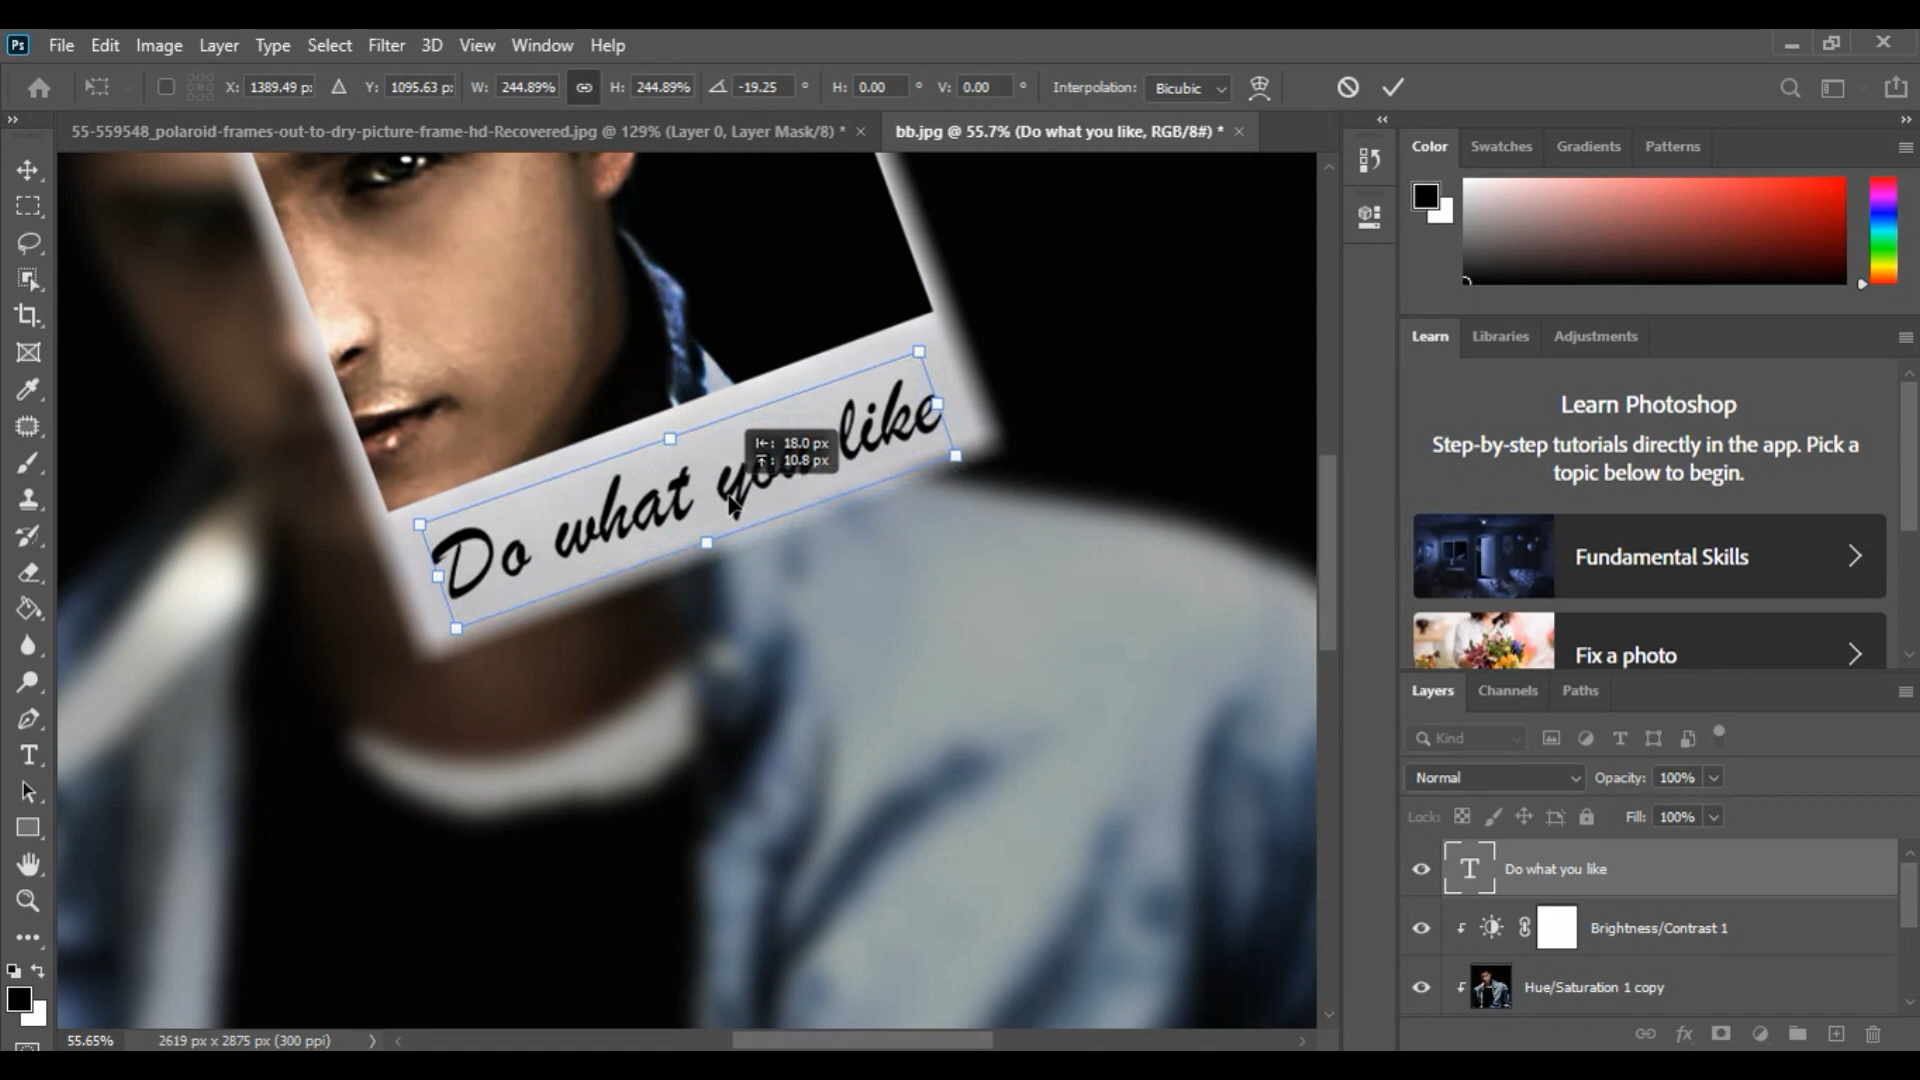 Ps File Edit Image Layer Type Select Filter 3D View Window Help
X: 1389.49 p: Y: 1095.63 p: W: 244.89% H: 244.89% -19.25 ° H: 0.00 ° V: 0.00 ° Interpolation: Bicubic
55-559548_polaroid-frames-out-to-dry-picture-frame-hd-Recovered.jpg @ 129% (Layer 0, Layer Mask/8) * × bb.jpg @ 55.7% (Do what you like, RGB/8#) * ×
Color Swatches Gradients Patterns
Learn Libraries Adjustments
Learn Photoshop
Step-by-step tutorials directly in the app. Pick a
topic below to begin.
Fundamental Skills
Fix a photo
Do what you like
18.0 px
10.8 px
Layers Channels Paths
Kind
Normal Opacity: 100%
Lock: Fill: 100%
Do what you like
Brightness/Contrast 1
Hue/Saturation 1 copy
55.65% 2619 px x 2875 px (300 ppi)